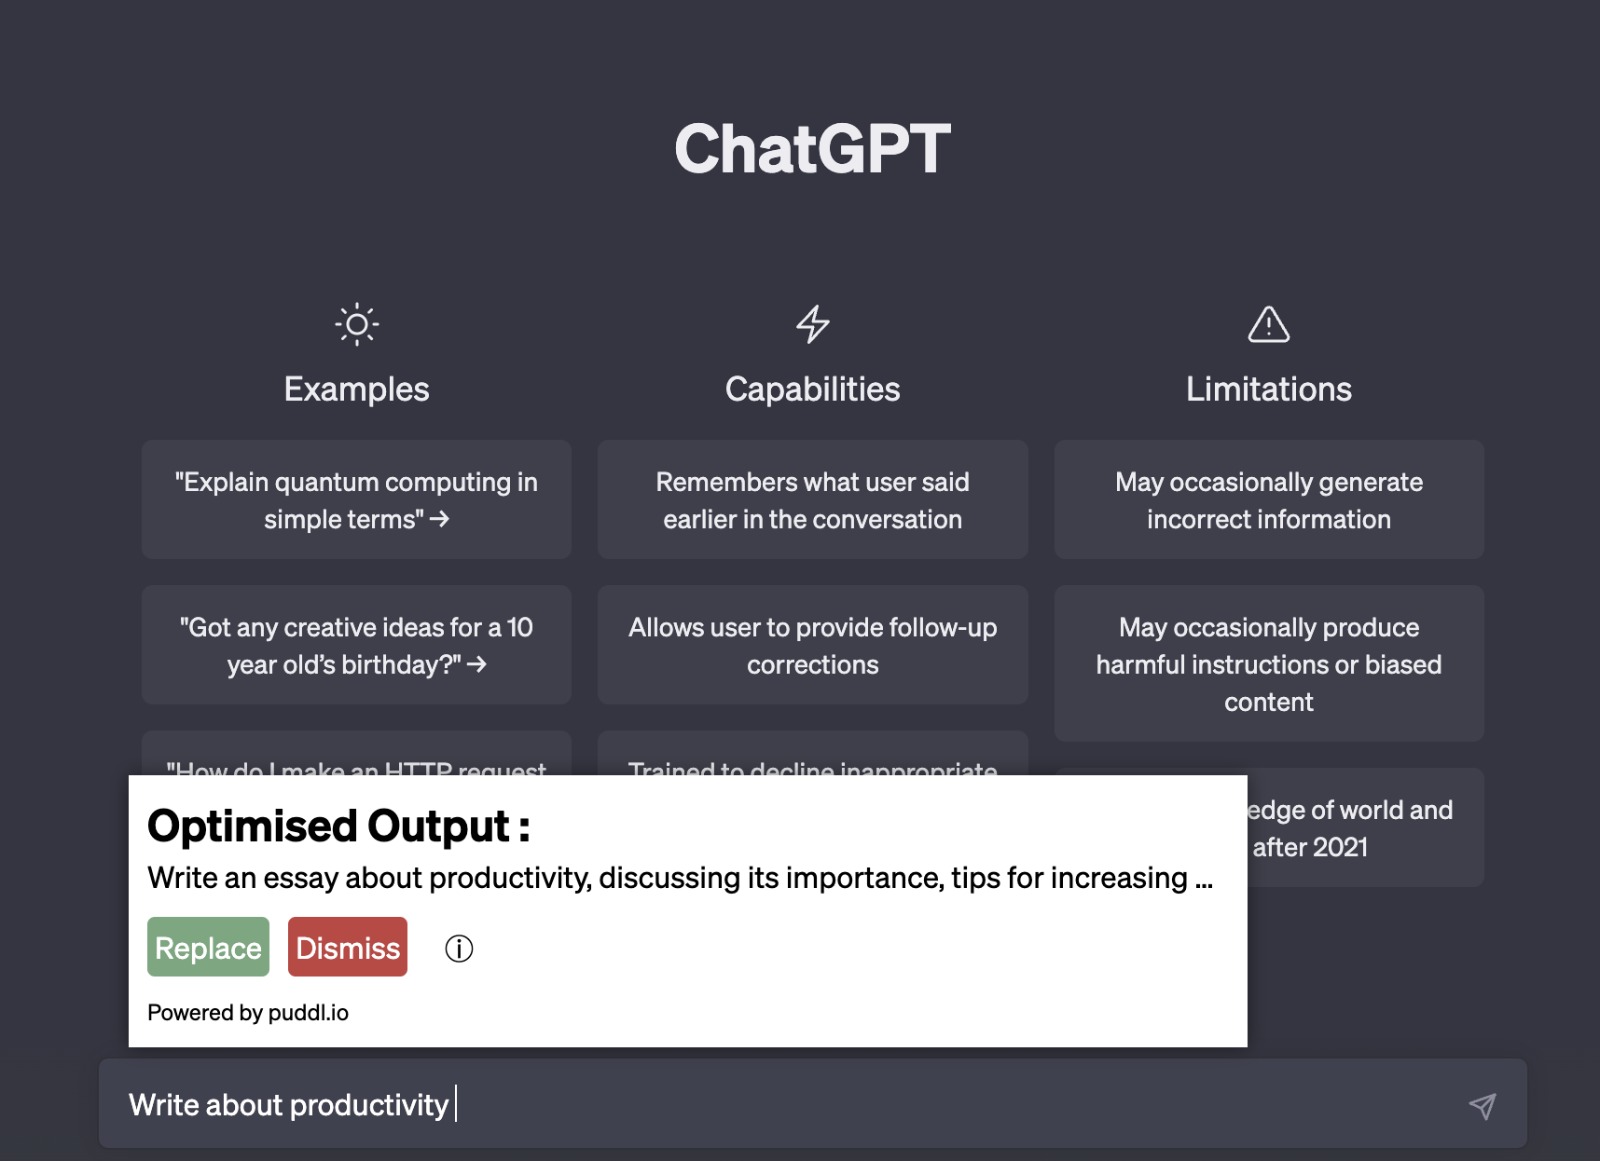 ChatGPT
Examples
"Explain quantum computing in
simple terms" →
"Got any creative ideas for a 10
year old's birthday?" →
"How do I make an HTTP request
Capabilities
Remembers what user said
earlier in the conversation
Allows user to provide follow-up
corrections
Trained to decline inappropriate
Limitations
May occasionally generate
incorrect information
May occasionally produce
harmful instructions or biased
content
edge of world and
after 2021
Optimised Output :
Write an essay about productivity, discussing its importance, tips for increasing ...
Replace
Dismiss
Powered by puddl.io
Write about productivity